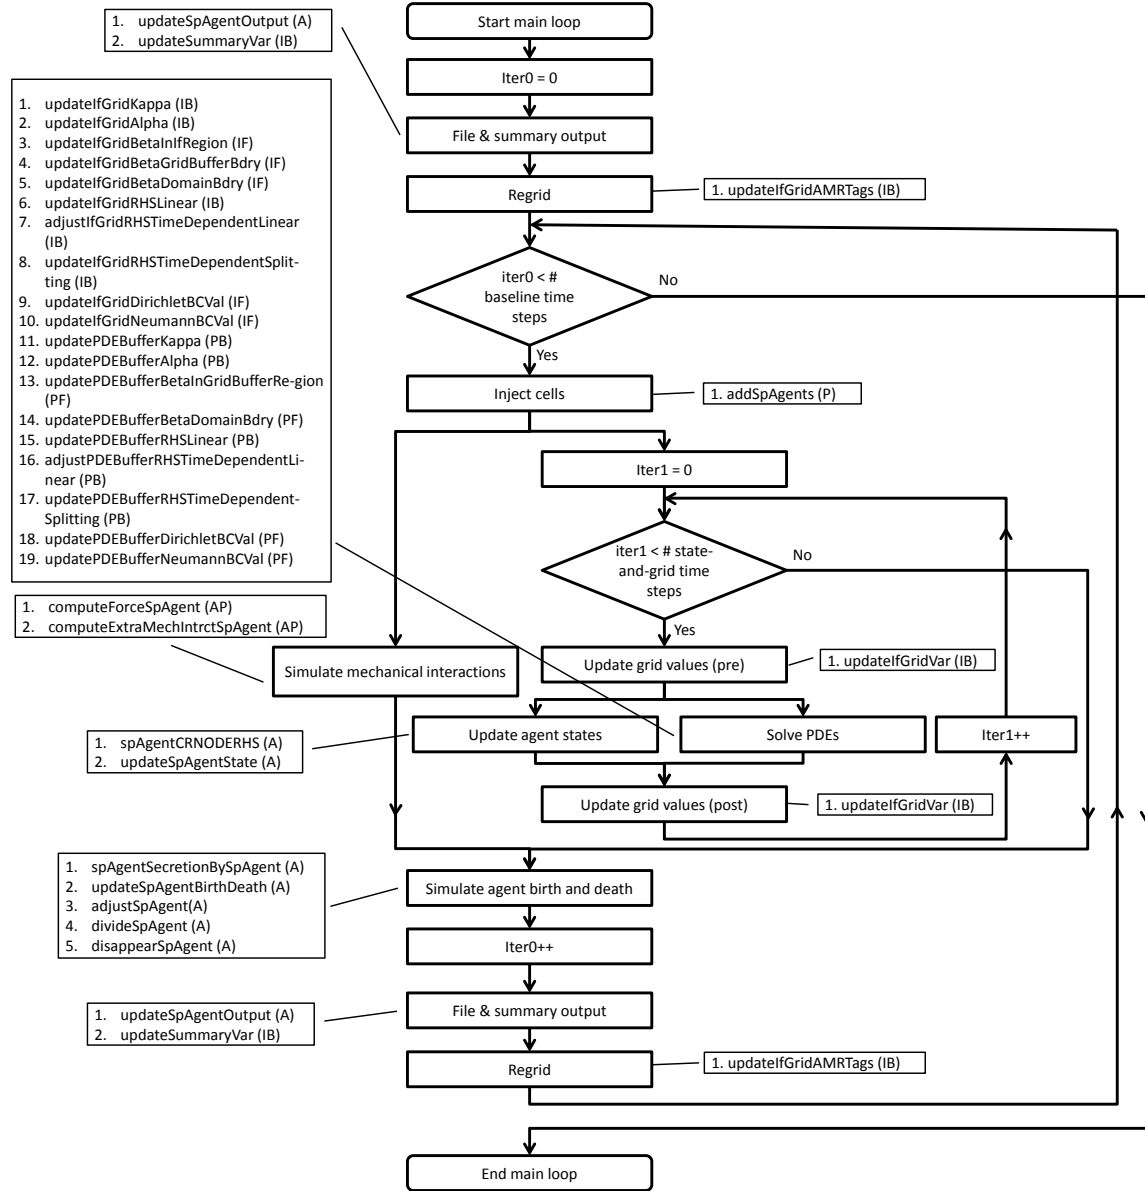 Start main loop
1. updateSpAgentOutput (A)
2. updateSummaryVar (IB)
Iter0 = 0
File & summary output
Regrid
1. updateIfGridAMRTags (IB)
1. updateIfGridKappa (IB)
2. updateIfGridAlpha (IB)
3. updateIfGridBetaInIfRegion (IF)
4. updateIfGridBetaGridBufferBdry (IF)
5. updateIfGridBetaDomainBdry (IF)
6. updateIfGridRHSLinear (IB)
7. adjustIfGridRHSTimeDependentLinear
(IB)
8. updateIfGridRHSTimeDependentSplit-
ting (IB)
9. updateIfGridDirichletBCVal (IF)
10. updateIfGridNeumannBCVal (IF)
11. updatePDEBufferKappa (PB)
12. updatePDEBufferAlpha (PB)
13. updatePDEBufferBetaInGridBufferRe-gion
(PF)
14. updatePDEBufferBetaDomainBdry (PF)
15. updatePDEBufferRHSLinear (PB)
16. adjustPDEBufferRHSTimeDependentLi-
near (PB)
17. updatePDEBufferRHSTimeDependent-
Splitting (PB)
18. updatePDEBufferDirichletBCVal (PF)
19. updatePDEBufferNeumannBCVal (PF)
iter0 < #
baseline time
steps
No
Yes
Inject cells
1. addSpAgents (P)
Iter1 = 0
iter1 < # state-
and-grid time
steps
No
Yes
1. computeForceSpAgent (AP)
2. computeExtraMechIntrctSpAgent (AP)
Simulate mechanical interactions
Update grid values (pre)
1. updateIfGridVar (IB)
1. spAgentCRNODERHS (A)
2. updateSpAgentState (A)
Update agent states
Solve PDEs
Iter1++
Update grid values (post)
1. updateIfGridVar (IB)
1. spAgentSecretionBySpAgent (A)
2. updateSpAgentBirthDeath (A)
3. adjustSpAgent(A)
4. divideSpAgent (A)
5. disappearSpAgent (A)
Simulate agent birth and death
Iter0++
1. updateSpAgentOutput (A)
2. updateSummaryVar (IB)
File & summary output
Regrid
1. updateIfGridAMRTags (IB)
End main loop